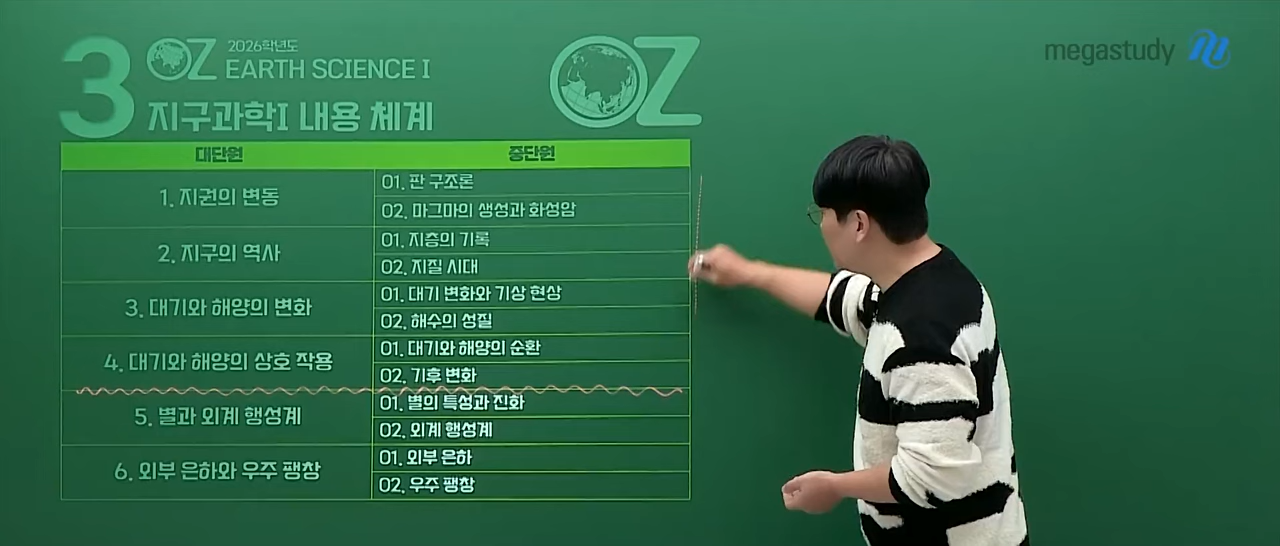 3
OZ 2026학년도
EARTH SCIENCE I
지구과학I 내용 체계
OZ
megastudy
대단원 중단원
1. 지권의 변동
01. 판 구조론
02. 마그마의 생성과 화성암
2. 지구의 역사
01. 지층의 기록
02. 지질 시대
3. 대기와 해양의 변화
01. 대기 변화와 기상 현상
02. 해수의 성질
4. 대기와 해양의 상호 작용
01. 대기와 해양의 순환
02. 기후 변화
5. 별과 외계 행성계
01. 별의 특성과 진화
02. 외계 행성계
6. 외부 은하와 우주 팽창
01. 외부 은하
02. 우주 팽창